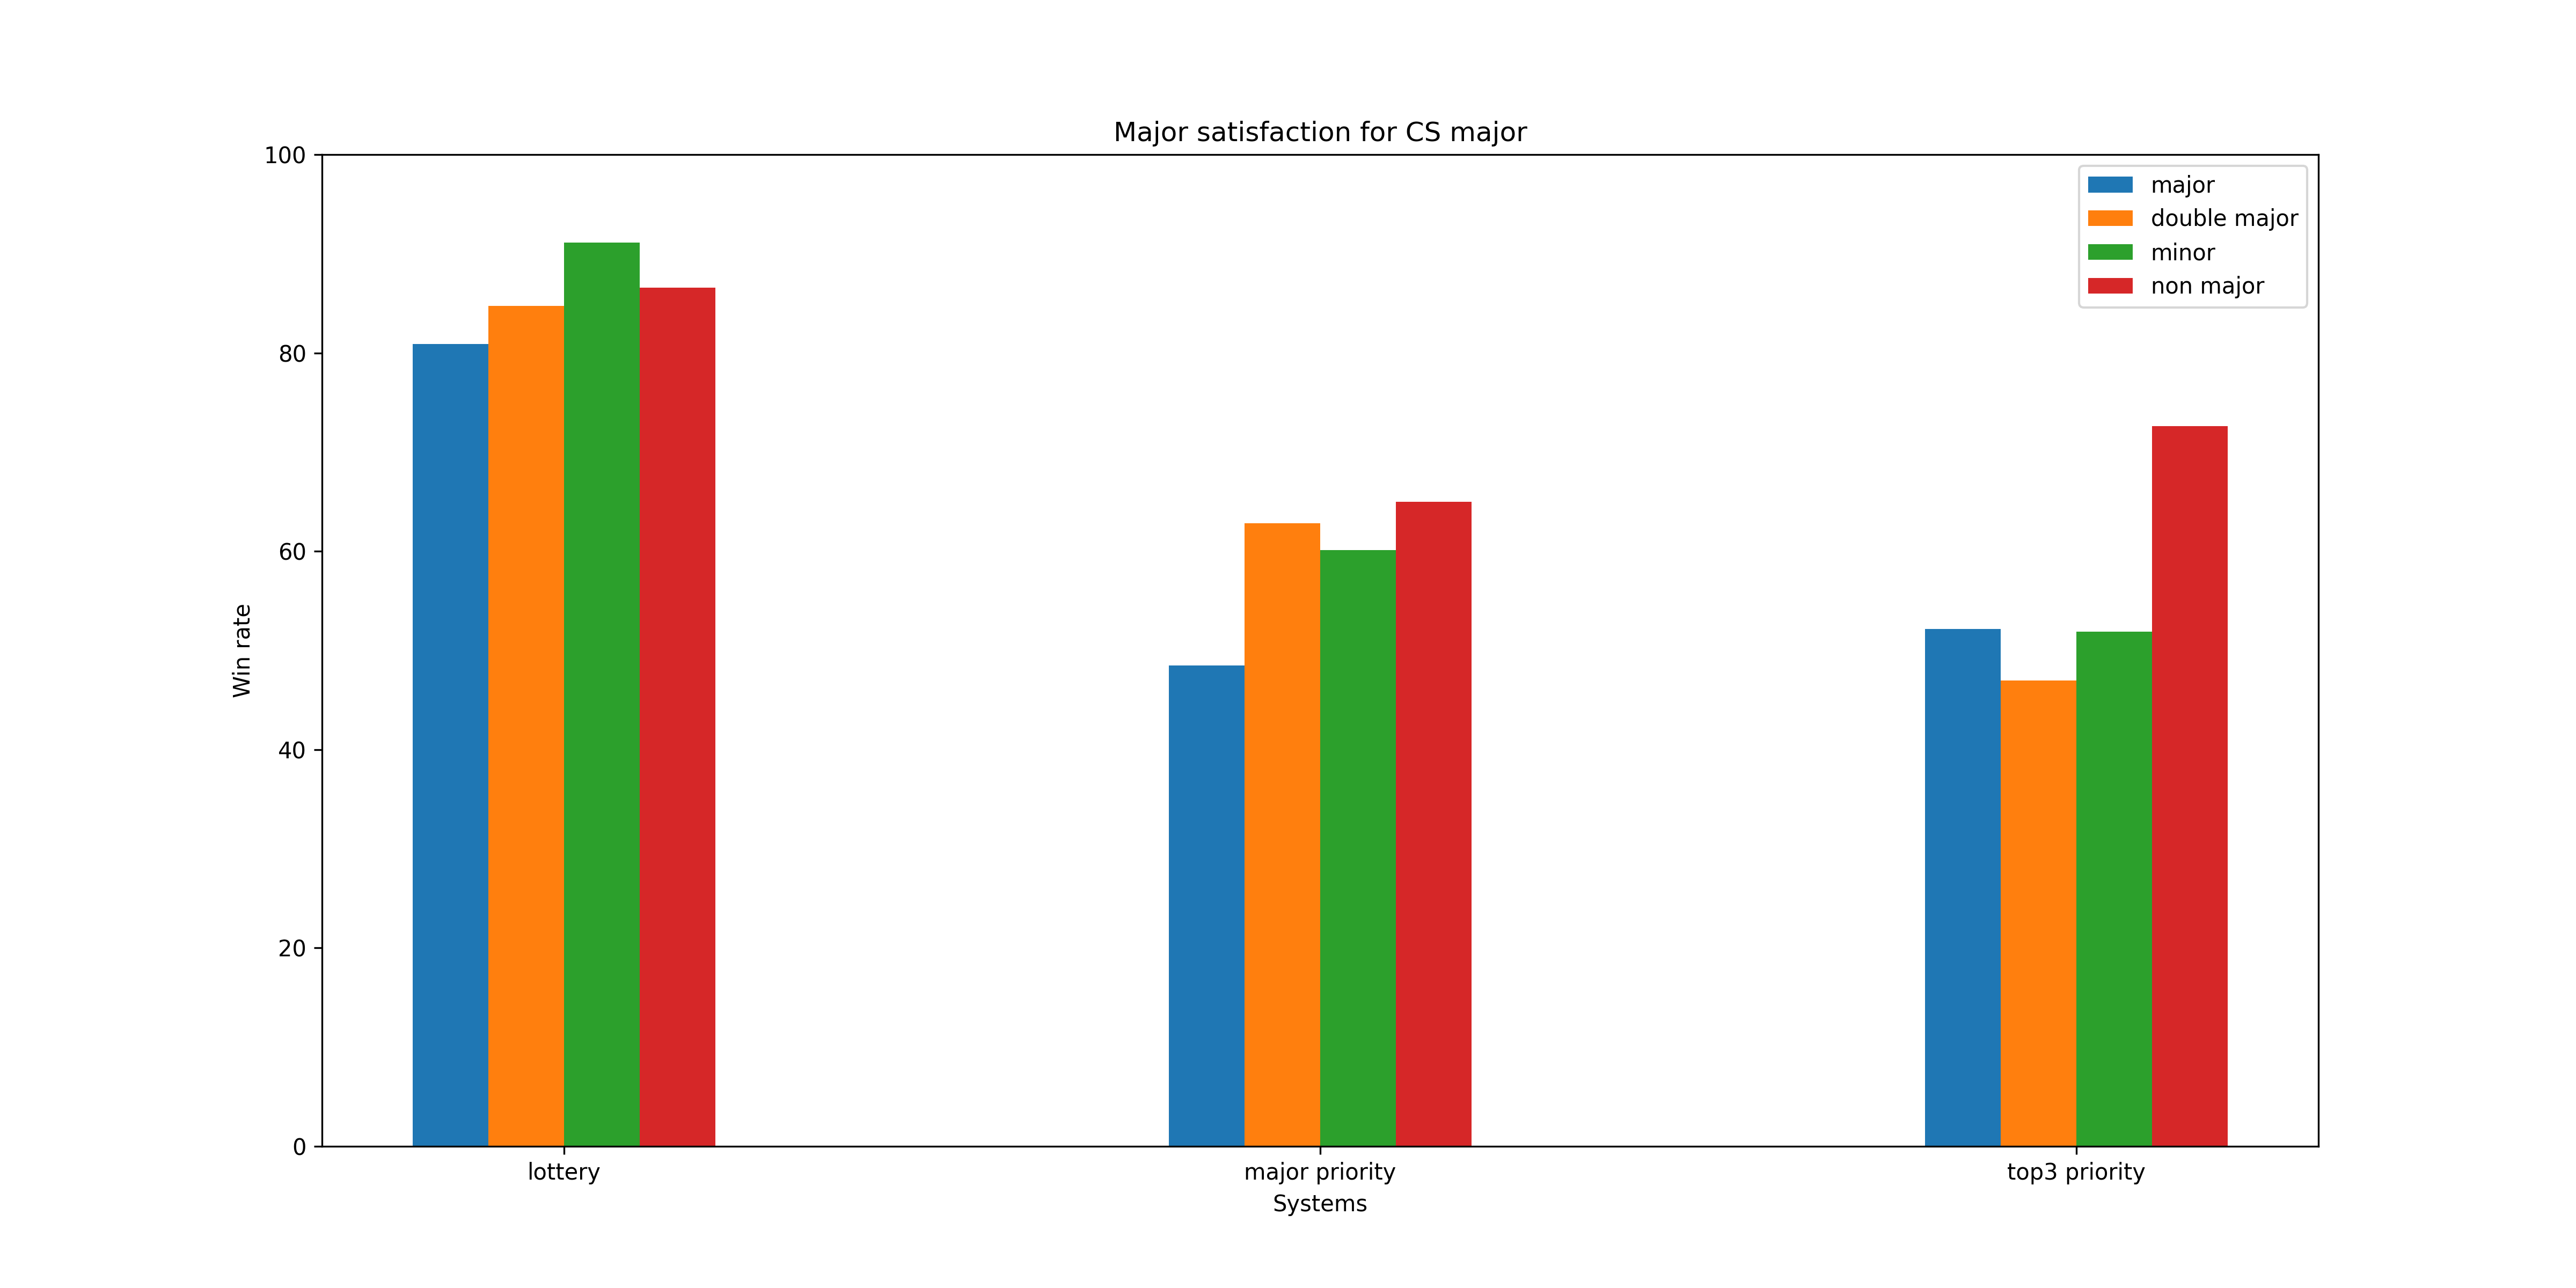 Major satisfaction for CS major
100
80
60
40
20
0
Win rate
major
double major
minor
non major
lottery
major priority
top3 priority
Systems